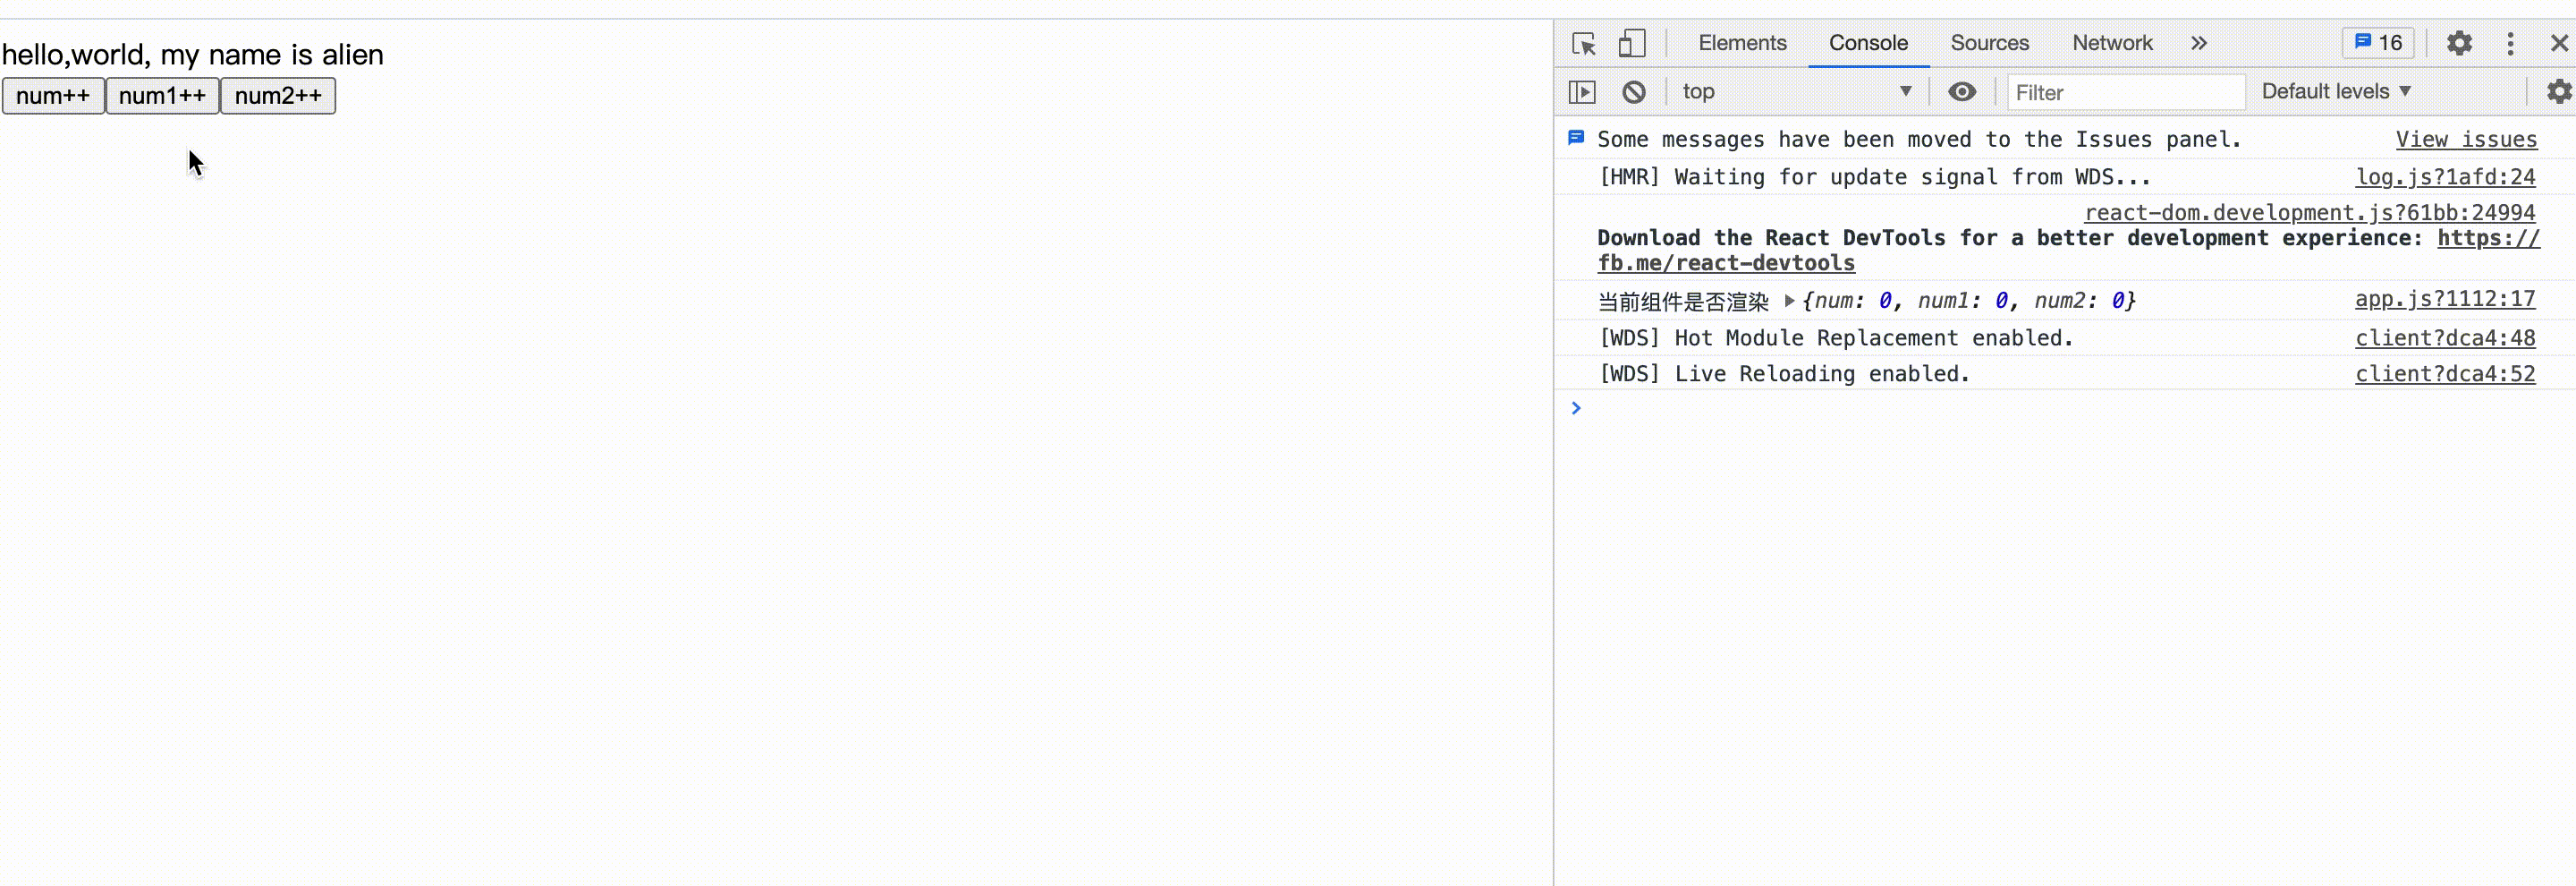 hello,world, my name is alien
num++ num1++ num2++
Elements Console Sources Network » 16
top Filter Default levels
Some messages have been moved to the Issues panel. View issues
[HMR] Waiting for update signal from WDS... log.js?1afd:24
react-dom.development.js?61bb:24994
Download the React DevTools for a better development experience: https://
fb.me/react-devtools
当前组件是否渲染 {num: 0, num1: 0, num2: 0} app.js?1112:17
[WDS] Hot Module Replacement enabled. client?dca4:48
[WDS] Live Reloading enabled. client?dca4:52